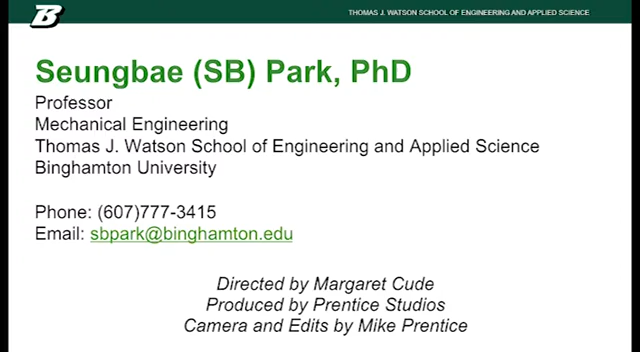 B
THOMAS J. WATSON SCHOOL OF ENGINEERING AND APPLIED SCIENCE
Seungbae (SB) Park, PhD
Professor
Mechanical Engineering
Thomas J. Watson School of Engineering and Applied Science
Binghamton University
Phone: (607)777-3415
Email: sbpark@binghamton.edu
Directed by Margaret Cude
Produced by Prentice Studios
Camera and Edits by Mike Prentice